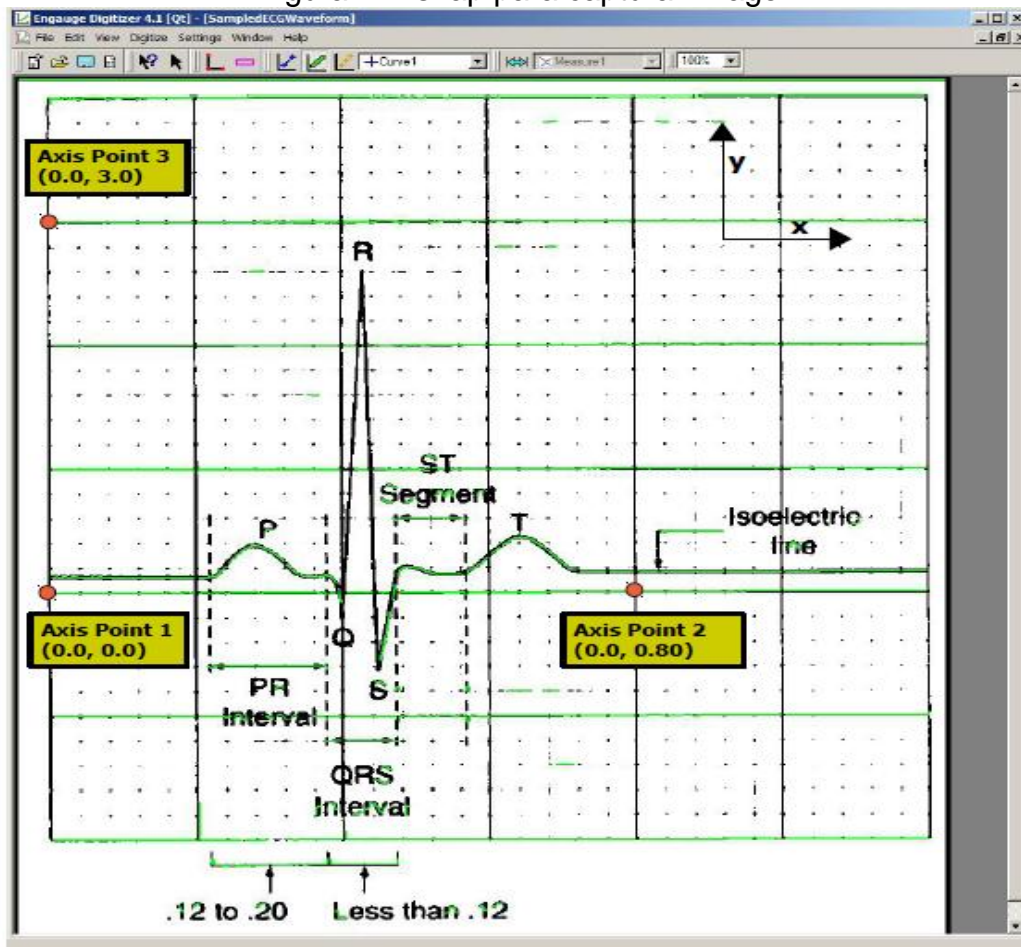 Engauge Digitizer 4.1 [Qt] - [SampledECGWaveform]
File Edit View Digitize Settings Window Help
Curve1
Measure1
100%
Axis Point 3
(0.0, 3.0)
y
x
R
ST
Segment
P
T
Isoelectric
line
Axis Point 1
(0.0, 0.0)
Q
Axis Point 2
(0.0, 0.80)
PR
Interval
S
QRS
Interval
.12 to .20
Less than .12